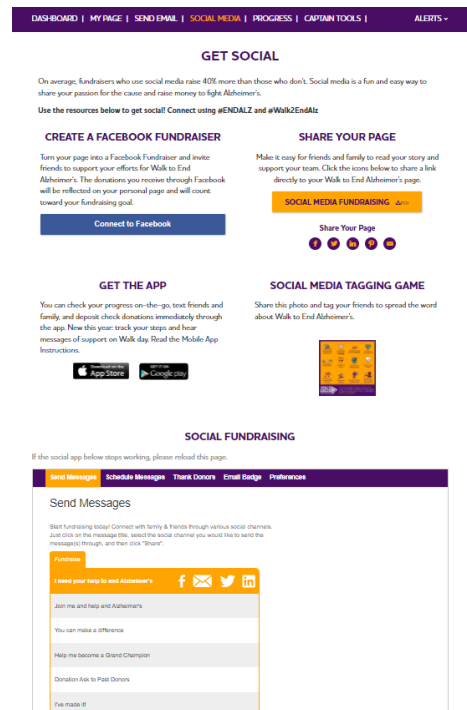 DASHBOARD | MY PAGE | SEND EMAIL | SOCIAL MEDIA | PROGRESS | CAPTAIN TOOLS | ALERTS
GET SOCIAL
On average, fundraisers who use social media raise 40% more than those who don't. Social media is a fun and easy way to
share your passion for the cause and raise money to fight Alzheimer's.
Use the resources below to get social! Connect using #ENDALZ and #Walk2EndAlz
CREATE A FACEBOOK FUNDRAISER
Turn your page into a Facebook Fundraiser and invite
friends to support your efforts for Walk to End
Alzheimer's. The donations you receive through Facebook
will be reflected on your personal page and will count
toward your fundraising goal.
Connect to Facebook
SHARE YOUR PAGE
Make it easy for friends and family to read your story and
support your team. Click the icons below to share a link
directly to your Walk to End Alzheimer's page.
SOCIAL MEDIA FUNDRAISING
Share Your Page
GET THE APP
You can check your progress on-the-go, text friends and
family, and deposit check donations immediately through
the app. New this year: track your steps and hear
messages of support on Walk day. Read the Mobile App
Instructions.
Download on the
App Store
GET IT ON
Google play
SOCIAL MEDIA TAGGING GAME
Share this photo and tag your friends to spread the word
about Walk to End Alzheimer's.
SOCIAL FUNDRAISING
If the social app below stops working, please reload this page.
Send Messages Schedule Messages Thank Donors Email Badge Preferences
Send Messages
Start fundraising today! Connect with family & friends through various social channels.
Just click on the message title, select the social channel you would like to send the
message(s) through, and then click "Share".
Fundraise
I need your help to end Alzheimer's
Join me and help end Alzheimer's
You can make a difference
Help me become a Grand Champion
Donation Ask to Past Donors
I've made it!